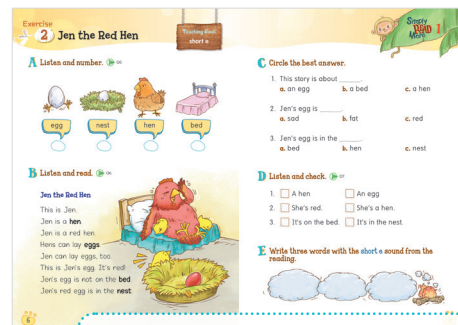 Exercise
2 Jen the Red Hen
Teaching Goal
short e
Simply
READ
More 1
A Listen and number. 05
egg
nest
hen
bed
B Listen and read. 06
Jen the Red Hen
This is Jen.
Jen is a hen.
Jen is a red hen.
Hens can lay eggs.
Jen can lay eggs, too.
This is Jen's egg. It's red!
Jen's egg is not on the bed.
Jen's red egg is in the nest.
6
C Circle the best answer.
1. This story is about _____.
a. an egg b. a bed c. a hen
2. Jen's egg is _____.
a. sad b. fat c. red
3. Jen's egg is in the _____.
a. bed b. hen c. nest
D Listen and check. 07
1. A hen An egg
2. She's red. She's a hen.
3. It's on the bed. It's in the nest.
E Write three words with the short e sound from the
reading.